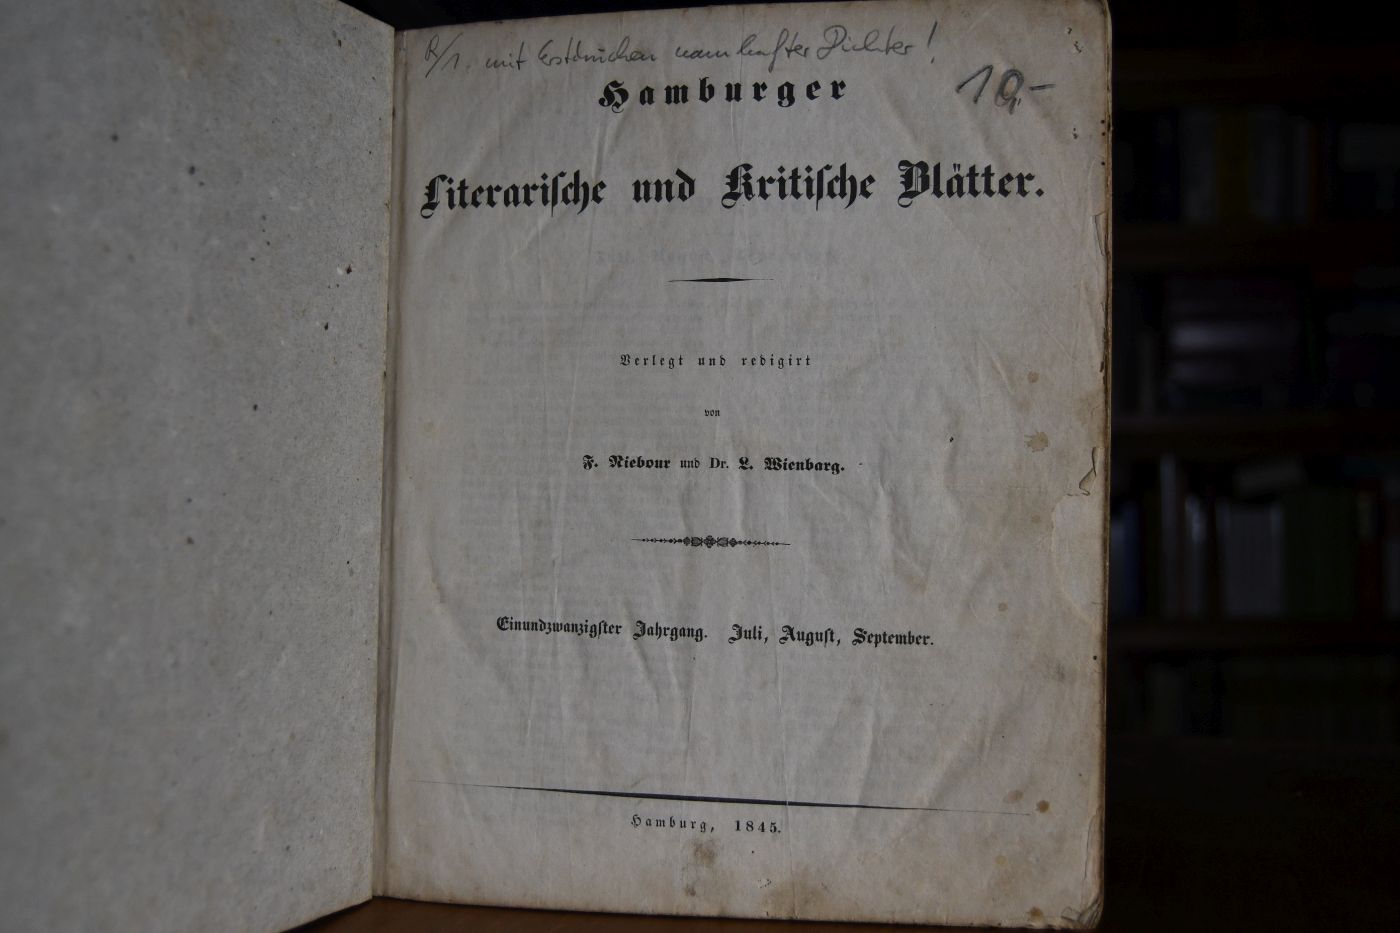 R/1. mit Erstdrucken namhafter Dichter!
10,-
Hamburger
Literarische und Kritische Blätter.
Verlegt und redigirt
von
F. Niebour und Dr. L. Wienbarg.
Einundzwanzigster Jahrgang. Juli, August, September.
Hamburg, 1845.